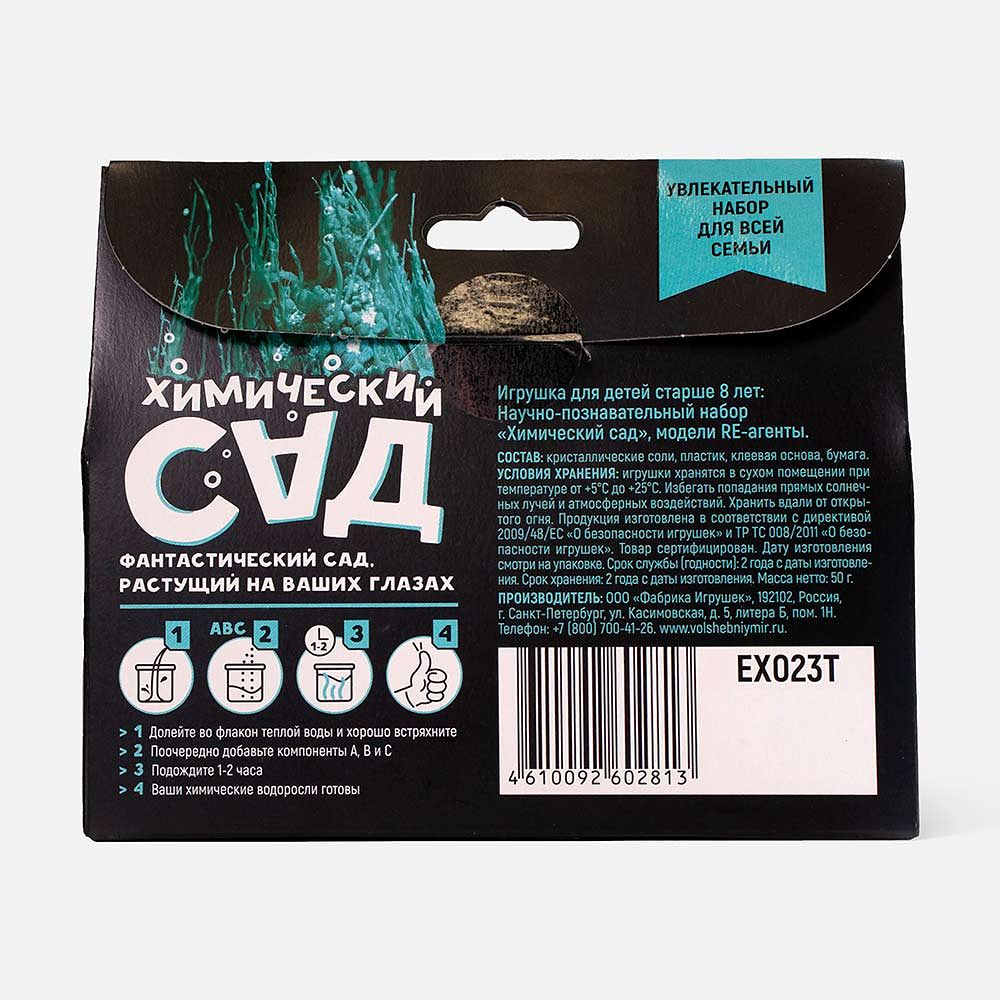 УВЛЕКАТЕЛЬНЫЙ
НАБОР
ДЛЯ ВСЕЙ
СЕМЬИ
ХИМИЧЕСКИЙ
САД
ФАНТАСТИЧЕСКИЙ САД,
РАСТУЩИЙ НА ВАШИХ ГЛАЗАХ
1
ABC 2
L 1-2 3
4
> 1 Долейте во флакон теплой воды и хорошо встряхните
> 2 Поочередно добавьте компоненты А, В и С
> 3 Подождите 1-2 часа
> 4 Ваши химические водоросли готовы
Игрушка для детей старше 8 лет:
Научно-познавательный набор
«Химический сад», модели RE-агенты.
СОСТАВ: кристаллические соли, пластик, клеевая основа, бумага.
УСЛОВИЯ ХРАНЕНИЯ: игрушки хранятся в сухом помещении при
температуре от +5°С до +25°С. Избегать попадания прямых солнеч-
ных лучей и атмосферных воздействий. Хранить вдали от откры-
того огня. Продукция изготовлена в соответствии с директивой
2009/48/ЕС «О безопасности игрушек» и ТР ТС 008/2011 «О безо-
пасности игрушек». Товар сертифицирован. Дату изготовления
смотри на упаковке. Срок службы (годности): 2 года с даты изготовле-
ния. Срок хранения: 2 года с даты изготовления. Масса нетто: 50 г.
ПРОИЗВОДИТЕЛЬ: ООО «Фабрика Игрушек», 192102, Россия,
г. Санкт-Петербург, ул. Касимовская, д. 5, литера Б, пом. 1Н.
Телефон: +7 (800) 700-41-26. www.volshebniymir.ru.
EX023T
4 610092 602813